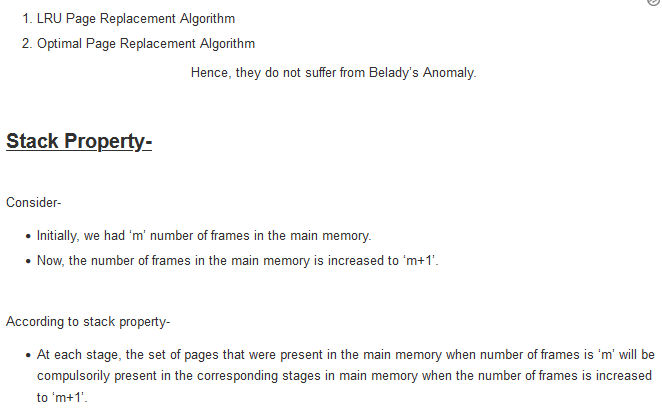 1. LRU Page Replacement Algorithm
2. Optimal Page Replacement Algorithm
Hence, they do not suffer from Belady’s Anomaly.
Stack Property-
Consider-
• Initially, we had ‘m’ number of frames in the main memory.
• Now, the number of frames in the main memory is increased to ‘m+1’.
According to stack property-
• At each stage, the set of pages that were present in the main memory when number of frames is ‘m’ will be
compulsorily present in the corresponding stages in main memory when the number of frames is increased
to ‘m+1’.